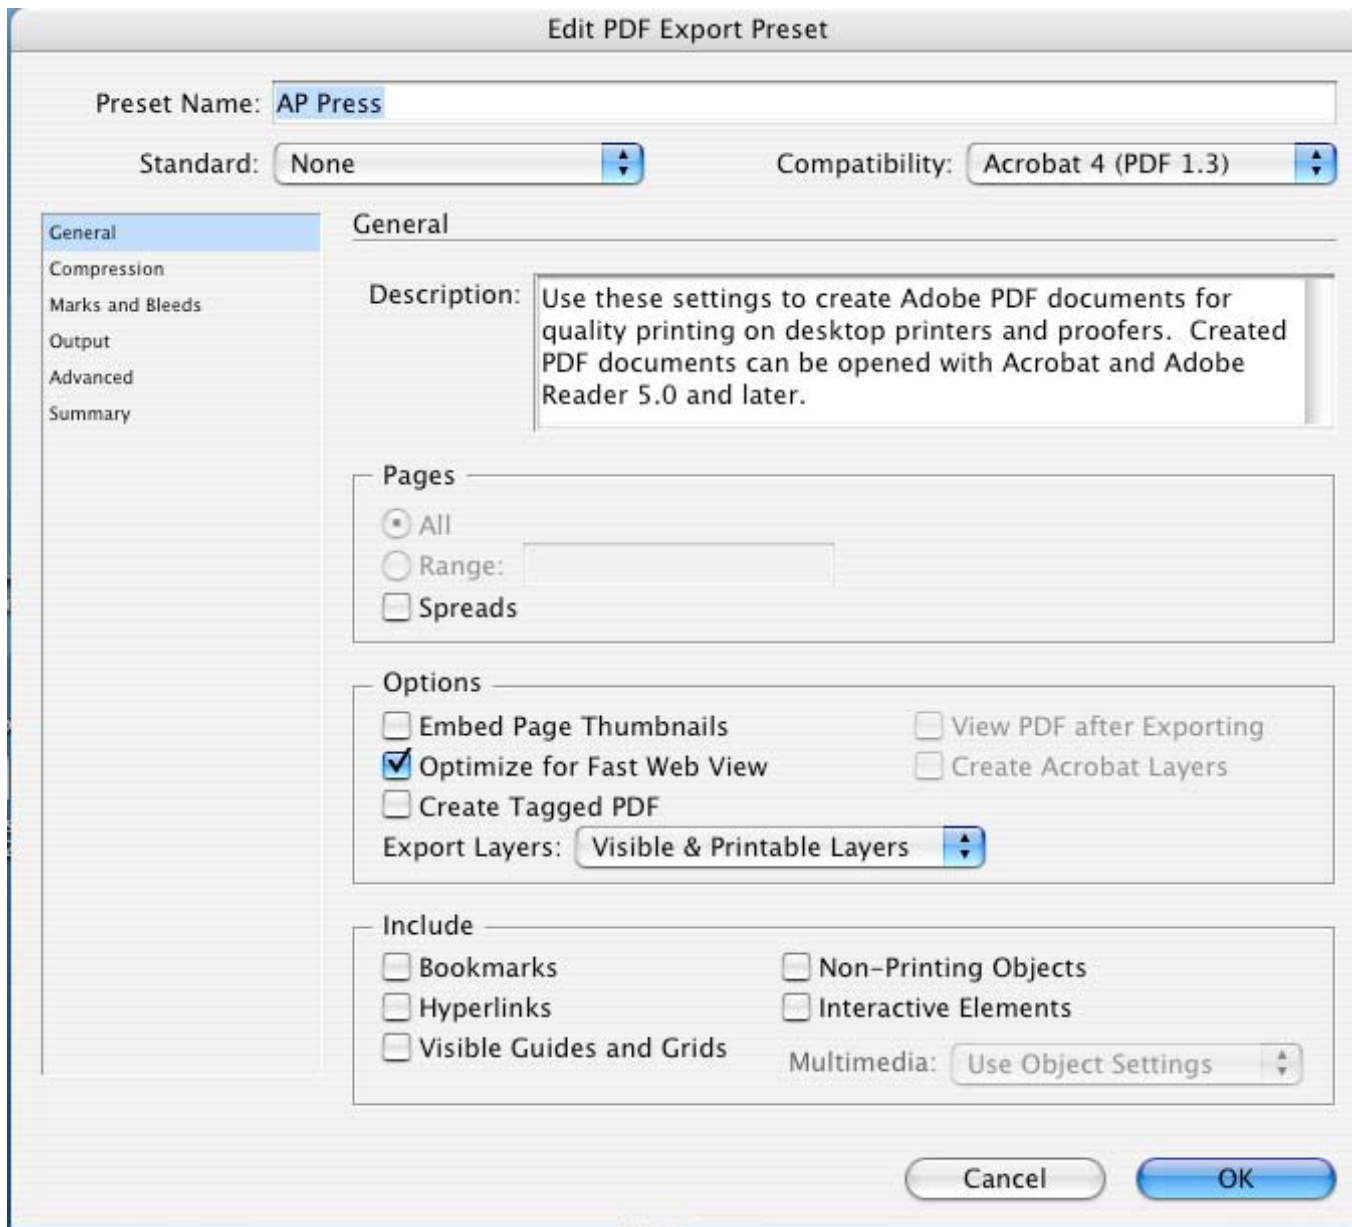 Edit PDF Export Preset
Preset Name: AP Press
Standard: None Compatibility: Acrobat 4 (PDF 1.3)
General
Compression
Marks and Bleeds
Output
Advanced
Summary
General
Description: Use these settings to create Adobe PDF documents for
quality printing on desktop printers and proofers. Created
PDF documents can be opened with Acrobat and Adobe
Reader 5.0 and later.
Pages
All
Range:
Spreads
Options
Embed Page Thumbnails View PDF after Exporting
Optimize for Fast Web View Create Acrobat Layers
Create Tagged PDF
Export Layers: Visible & Printable Layers
Include
Bookmarks Non-Printing Objects
Hyperlinks Interactive Elements
Visible Guides and Grids
Multimedia: Use Object Settings
Cancel OK